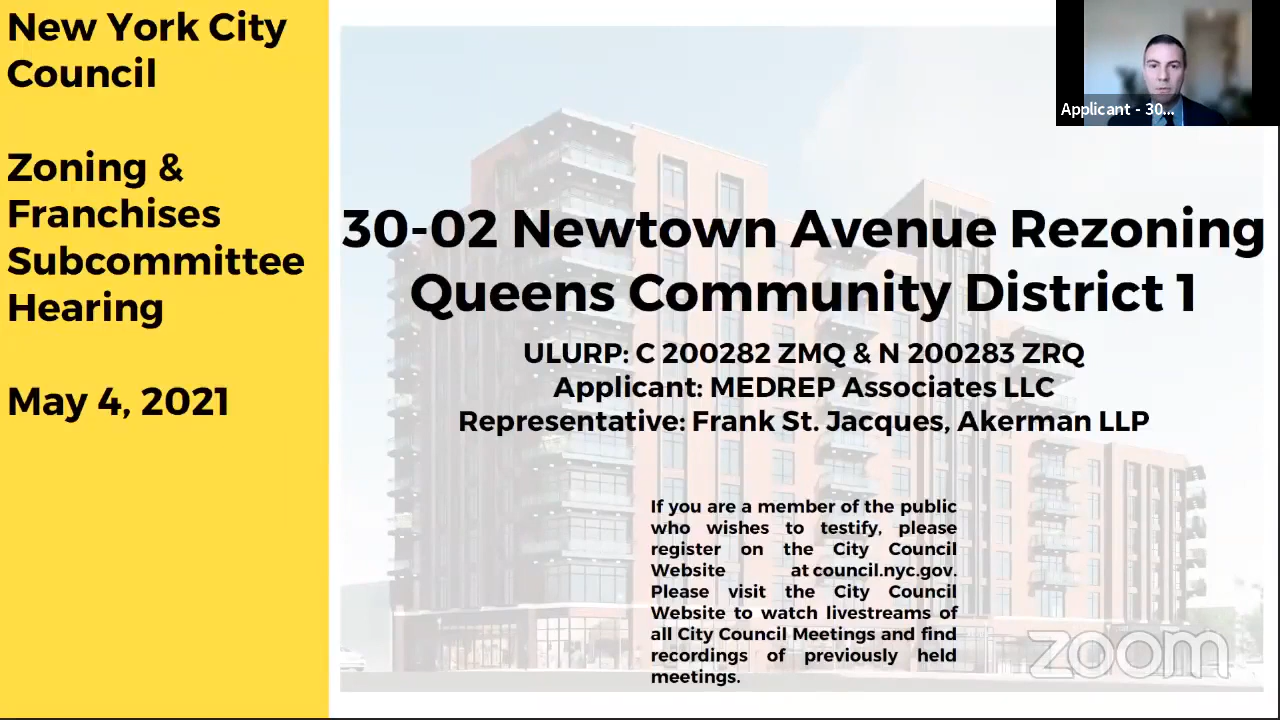 New York City
Council
Zoning &
Franchises
Subcommittee
Hearing
May 4, 2021
Applicant - 30...
30-02 Newtown Avenue Rezoning
Queens Community District 1
ULURP: C 200282 ZMQ & N 200283 ZRQ
Applicant: MEDREP Associates LLC
Representative: Frank St. Jacques, Akerman LLP
If you are a member of the public
who wishes to testify, please
register on the City Council
Website at council.nyc.gov.
Please visit the City Council
Website to watch livestreams of
all City Council Meetings and find
recordings of previously held
meetings.
zoom